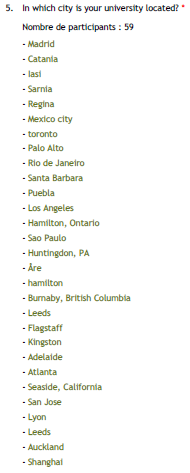 5. In which city is your university located? *
Nombre de participants : 59
- Madrid
- Catania
- Iasi
- Sarnia
- Regina
- Mexico city
- toronto
- Palo Alto
- Rio de Janeiro
- Santa Barbara
- Puebla
- Los Angeles
- Hamilton, Ontario
- Sao Paulo
- Huntingdon, PA
- Åre
- hamilton
- Burnaby, British Columbia
- Leeds
- Flagstaff
- Kingston
- Adelaide
- Atlanta
- Seaside, California
- San Jose
- Lyon
- Leeds
- Auckland
- Shanghai